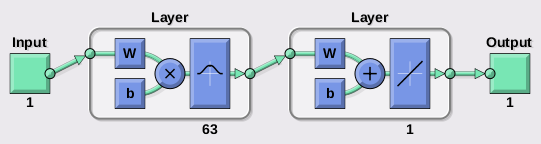 Layer Layer
Input Output
W W
b b
1 1
63 1